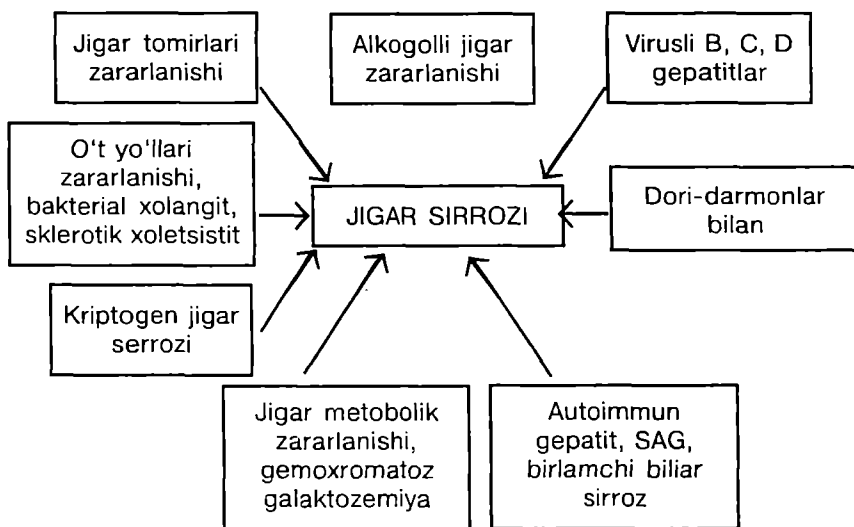 Jigar tomirlari
zararlanishi
Alkogolli jigar
zararlanishi
Virusli B, C, D
gepatitlar
O‘t yo‘llari
zararlanishi,
bakterial xolangit,
sklerotik xoletsistit
JIGAR SIRROZI
Dori-darmonlar
bilan
Kriptogen jigar
serrozi
Jigar metobolik
zararlanishi,
gemoxromatoz
galaktozemiya
Autoimmun
gepatit, SAG,
birlamchi biliar
sirroz